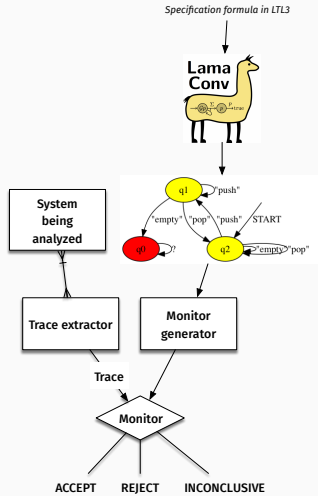 Specification formula in LTL3
Lama
Conv
true
q1
"push"
"empty"
"pop"
"push"
START
q0
?
q2
"empty"
"pop"
System
being
analyzed
Trace extractor
Monitor
generator
Trace
Monitor
ACCEPT REJECT INCONCLUSIVE